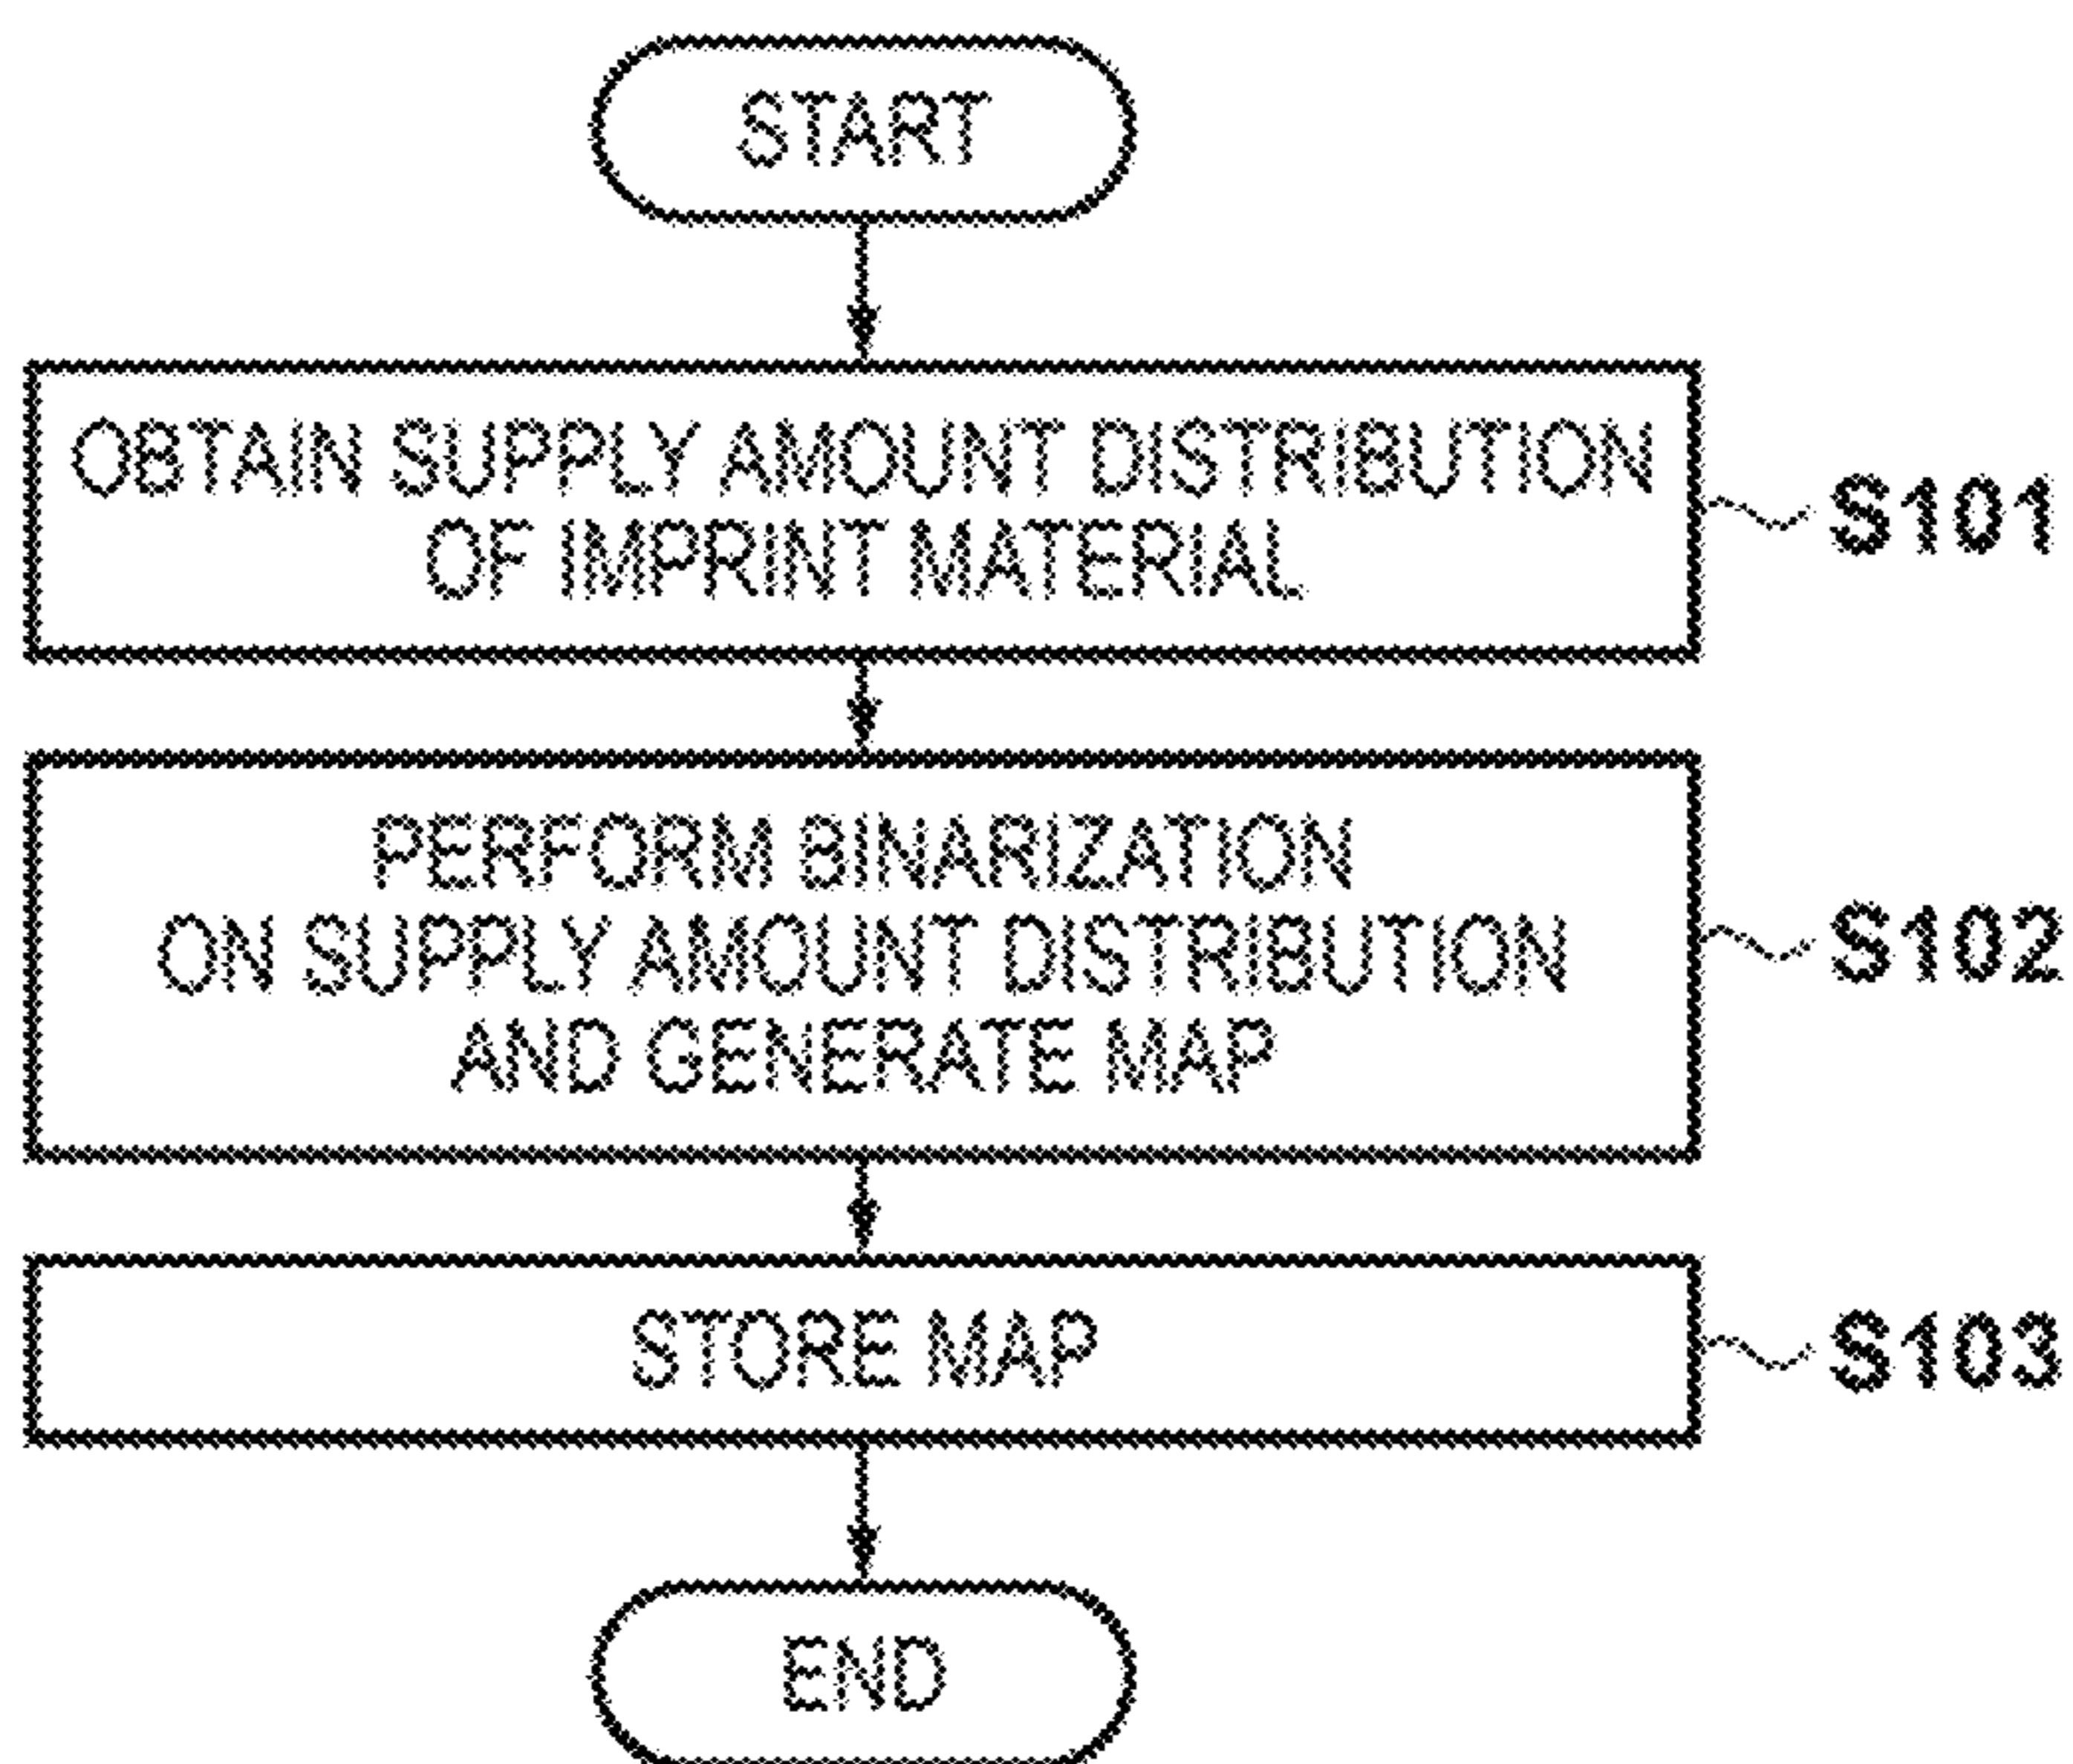 START
OBTAIN SUPPLY AMOUNT DISTRIBUTION
OF IMPRINT MATERIAL
S101
PERFORM BINARIZATION
ON SUPPLY AMOUNT DISTRIBUTION
AND GENERATE MAP
S102
STORE MAP
S103
END